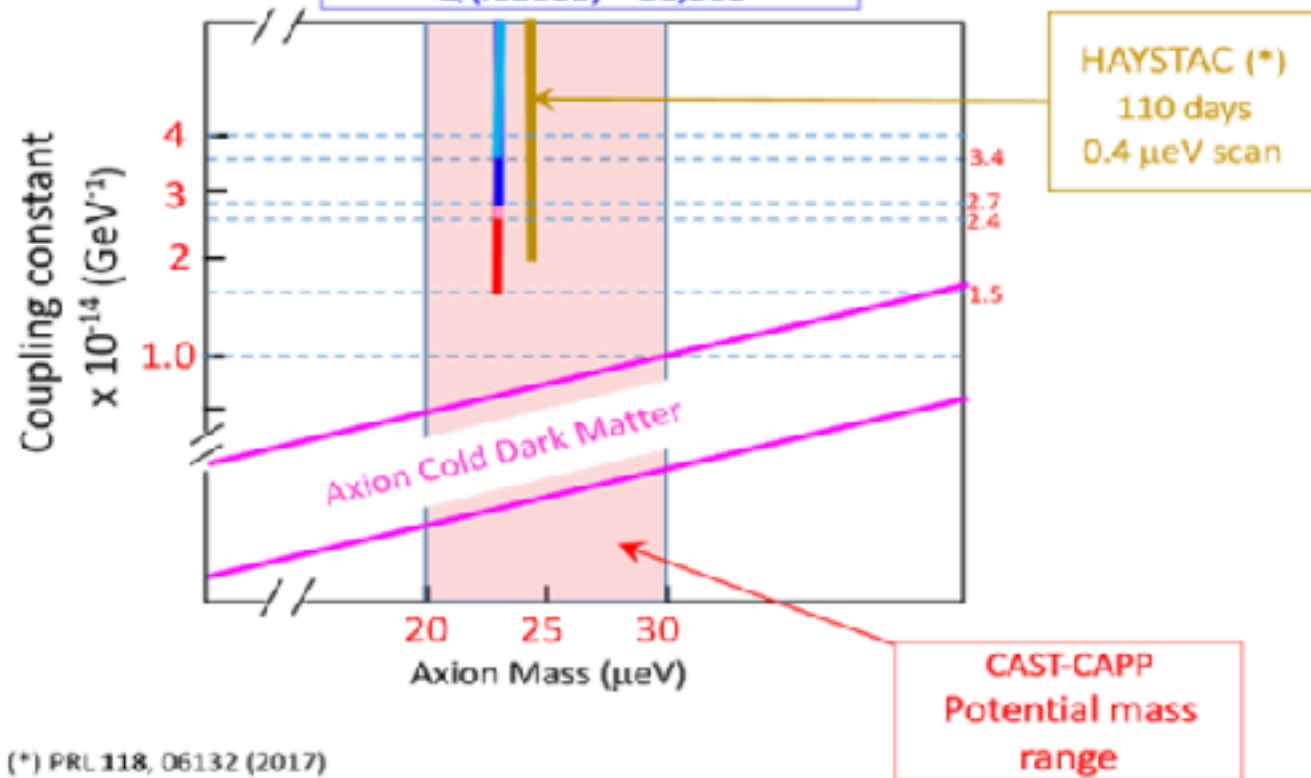 HAYSTAC (*)
110 days
0.4 µeV scan
Coupling constant
x 10⁻¹⁴ (GeV⁻¹)
4
3
2
1.0
3.4
2.7
2.4
1.5
Axion Cold Dark Matter
20 25 30
Axion Mass (µeV)
CAST-CAPP
Potential mass
range
(*) PRL 118, 06132 (2017)